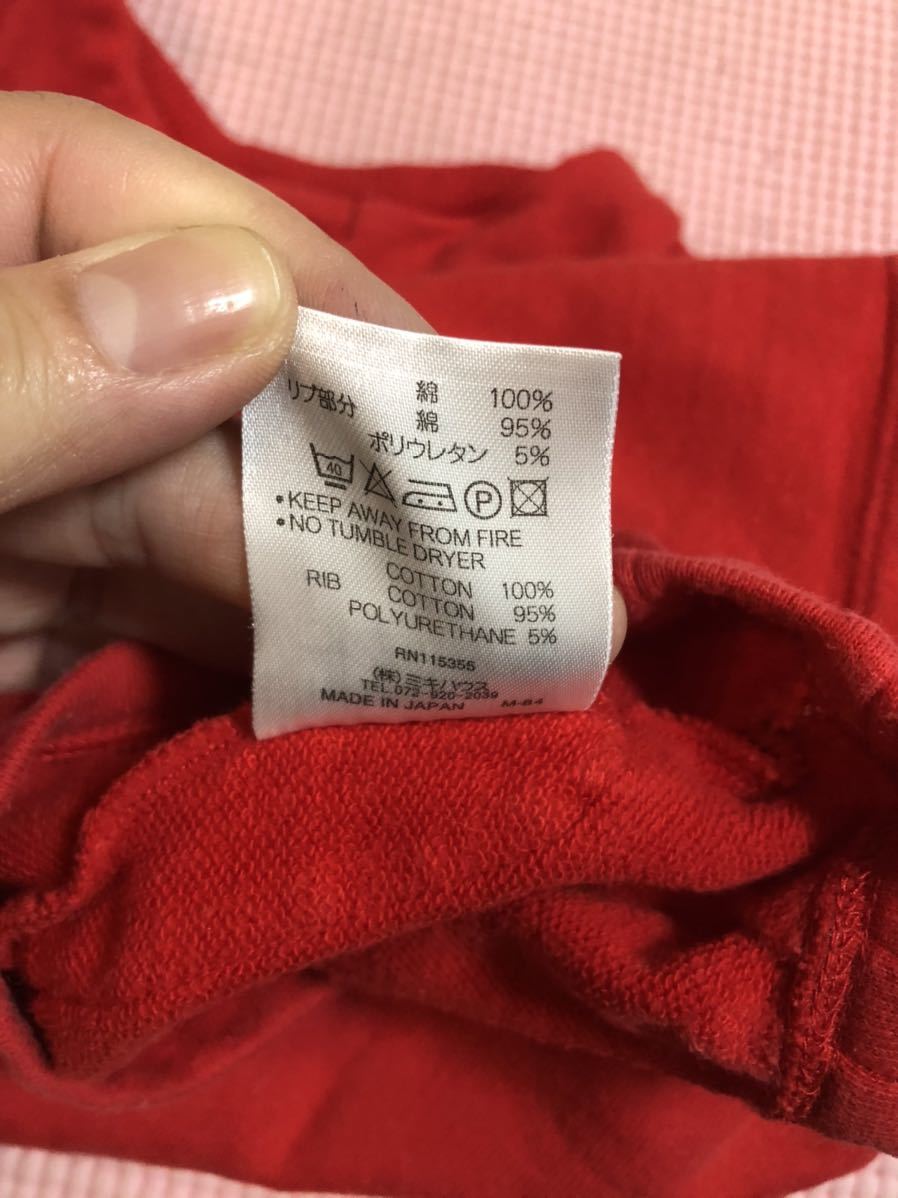 綿 100%
リブ部分 綿 95%
ポリウレタン 5%
40 P
•KEEP AWAY FROM FIRE
•NO TUMBLE DRYER
COTTON 100%
RIB COTTON 95%
POLYURETHANE 5%
RN115355
(株)ミキハウス
TEL.072-920-2039
MADE IN JAPAN M-84